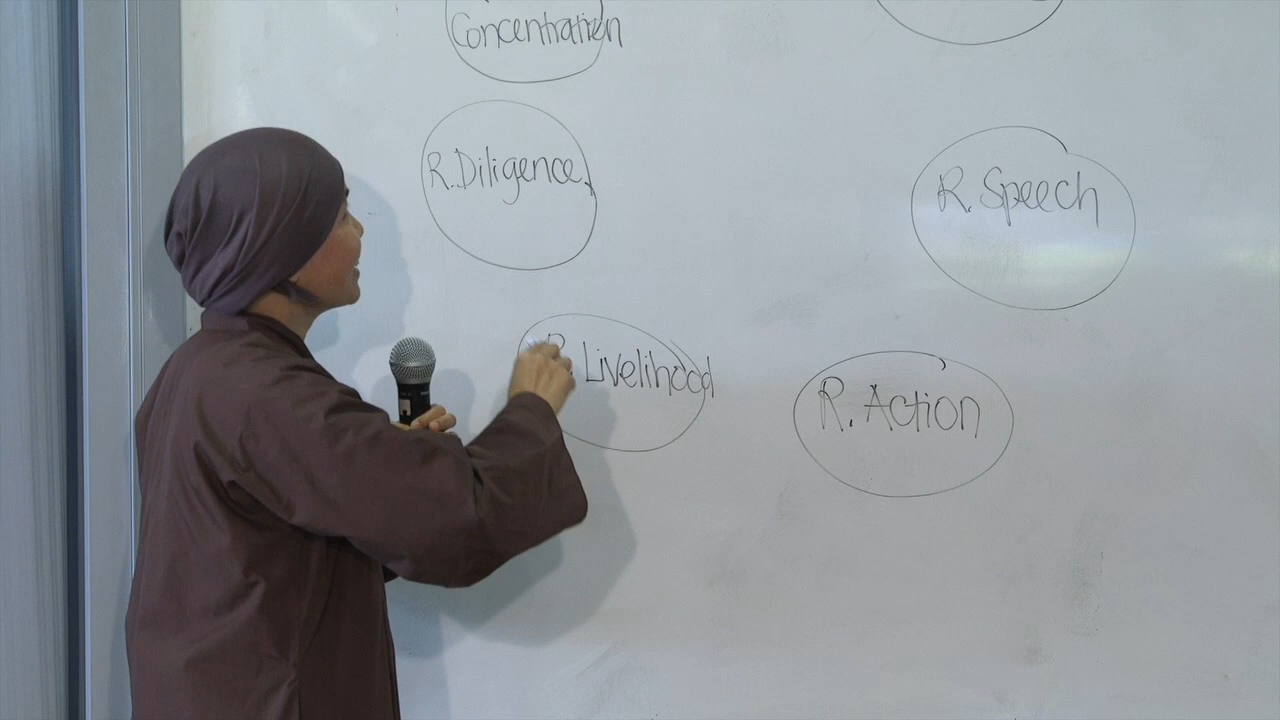 Concentration
R. Diligence
R. Speech
R. Livelihood
R. Action